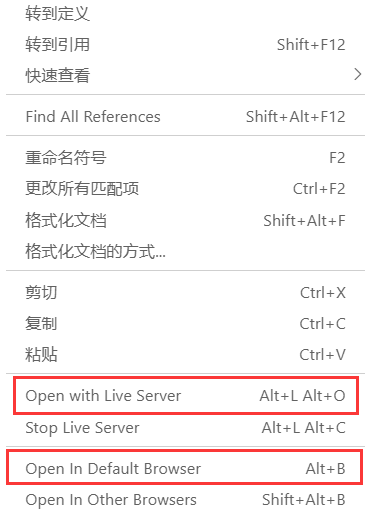 转到定义
转到引用 Shift+F12
快速查看
Find All References Shift+Alt+F12
重命名符号 F2
更改所有匹配项 Ctrl+F2
格式化文档 Shift+Alt+F
格式化文档的方式...
剪切 Ctrl+X
复制 Ctrl+C
粘贴 Ctrl+V
Open with Live Server Alt+L Alt+O
Stop Live Server Alt+L Alt+C
Open In Default Browser Alt+B
Open In Other Browsers Shift+Alt+B